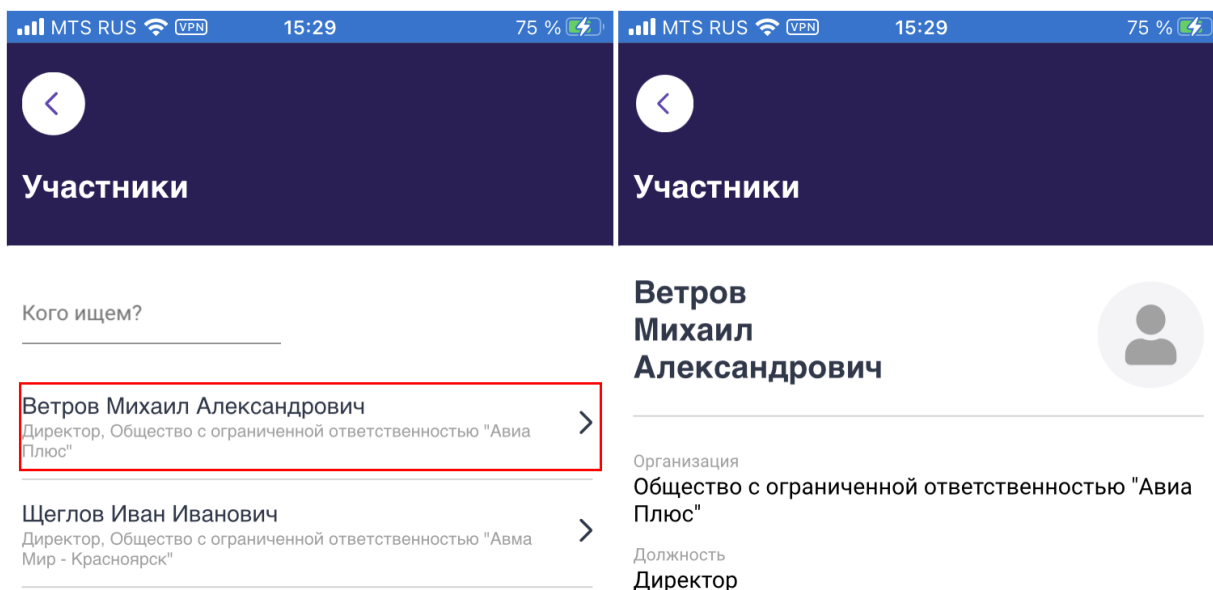 MTS RUS VPN 15:29 75 %
Участники
Кого ищем?
Ветров Михаил Александрович
Директор, Общество с ограниченной ответственностью "Авиа
Плюс"
Щеглов Иван Иванович
Директор, Общество с ограниченной ответственностью "Авма
Мир - Красноярск"
MTS RUS VPN 15:29 75 %
Участники
Ветров
Михаил
Александрович
Организация
Общество с ограниченной ответственностью "Авиа
Плюс"
Должность
Директор